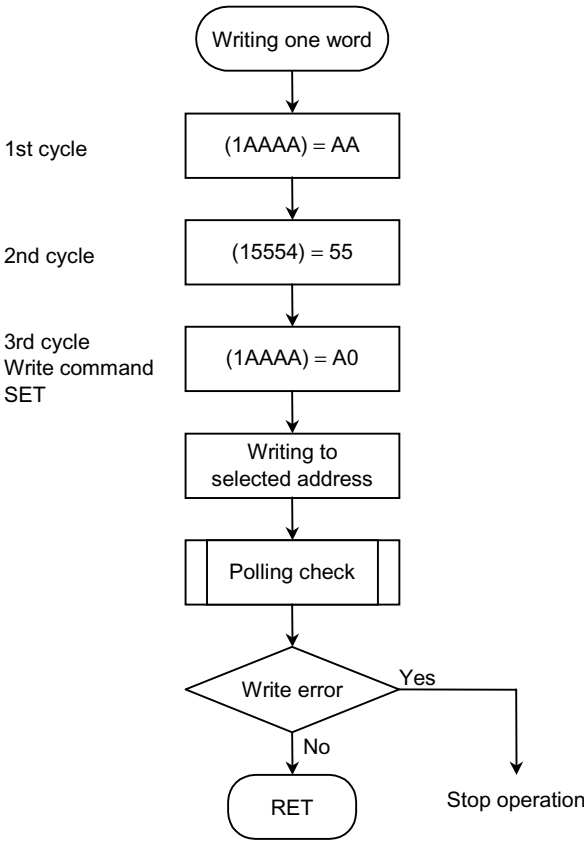 Writing one word
1st cycle
(1AAAA) = AA
2nd cycle
(15554) = 55
3rd cycle
Write command
SET
(1AAAA) = A0
Writing to
selected address
Polling check
Write error
Yes
No
RET
Stop operation